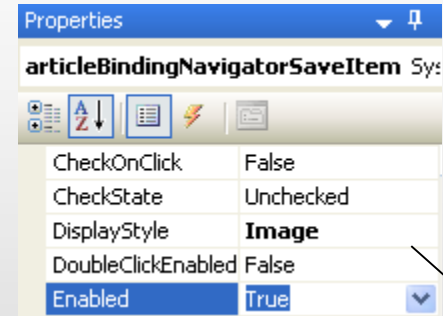 Properties
articleBindingNavigatorSaveItem Sys
A Z
CheckOnClick False
CheckState Unchecked
DisplayStyle Image
DoubleClickEnabled False
Enabled True